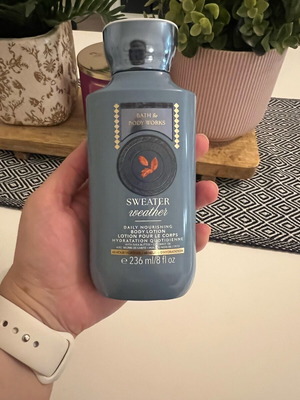 BATH &
BODY WORKS
SWEATER
weather
DAILY NOURISHING
BODY LOTION
LOTION POUR LE CORPS
HYDRATATION QUOTIDIENNE
e 236 ml/8 fl oz